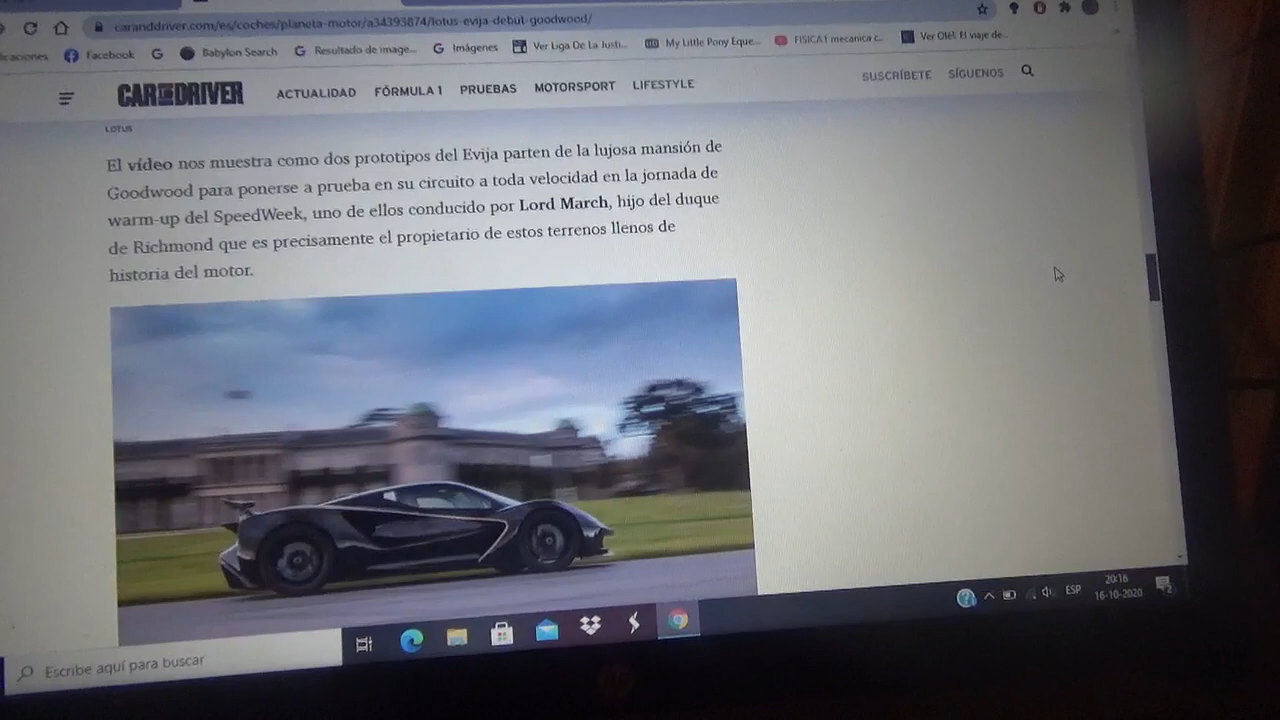 caranddriver.com/es/coches/planeta-motor/a34393874/lotus-evija-debut-goodwood/
Facebook
Babylon Search
Resultado de image...
Imágenes
Ver Liga De La Justi...
My Little Pony Eque...
FISICA1 mecanica c...
Ver Olé!: El viaje de...
CAR AND DRIVER
ACTUALIDAD
FÓRMULA 1
PRUEBAS
MOTORSPORT
LIFESTYLE
SUSCRÍBETE
SÍGUENOS
LOTUS
El vídeo nos muestra como dos prototipos del Evija parten de la lujosa mansión de
Goodwood para ponerse a prueba en su circuito a toda velocidad en la jornada de
warm-up del SpeedWeek, uno de ellos conducido por Lord March, hijo del duque
de Richmond que es precisamente el propietario de estos terrenos llenos de
historia del motor.
Escribe aquí para buscar
ESP
20:16
16-10-2020